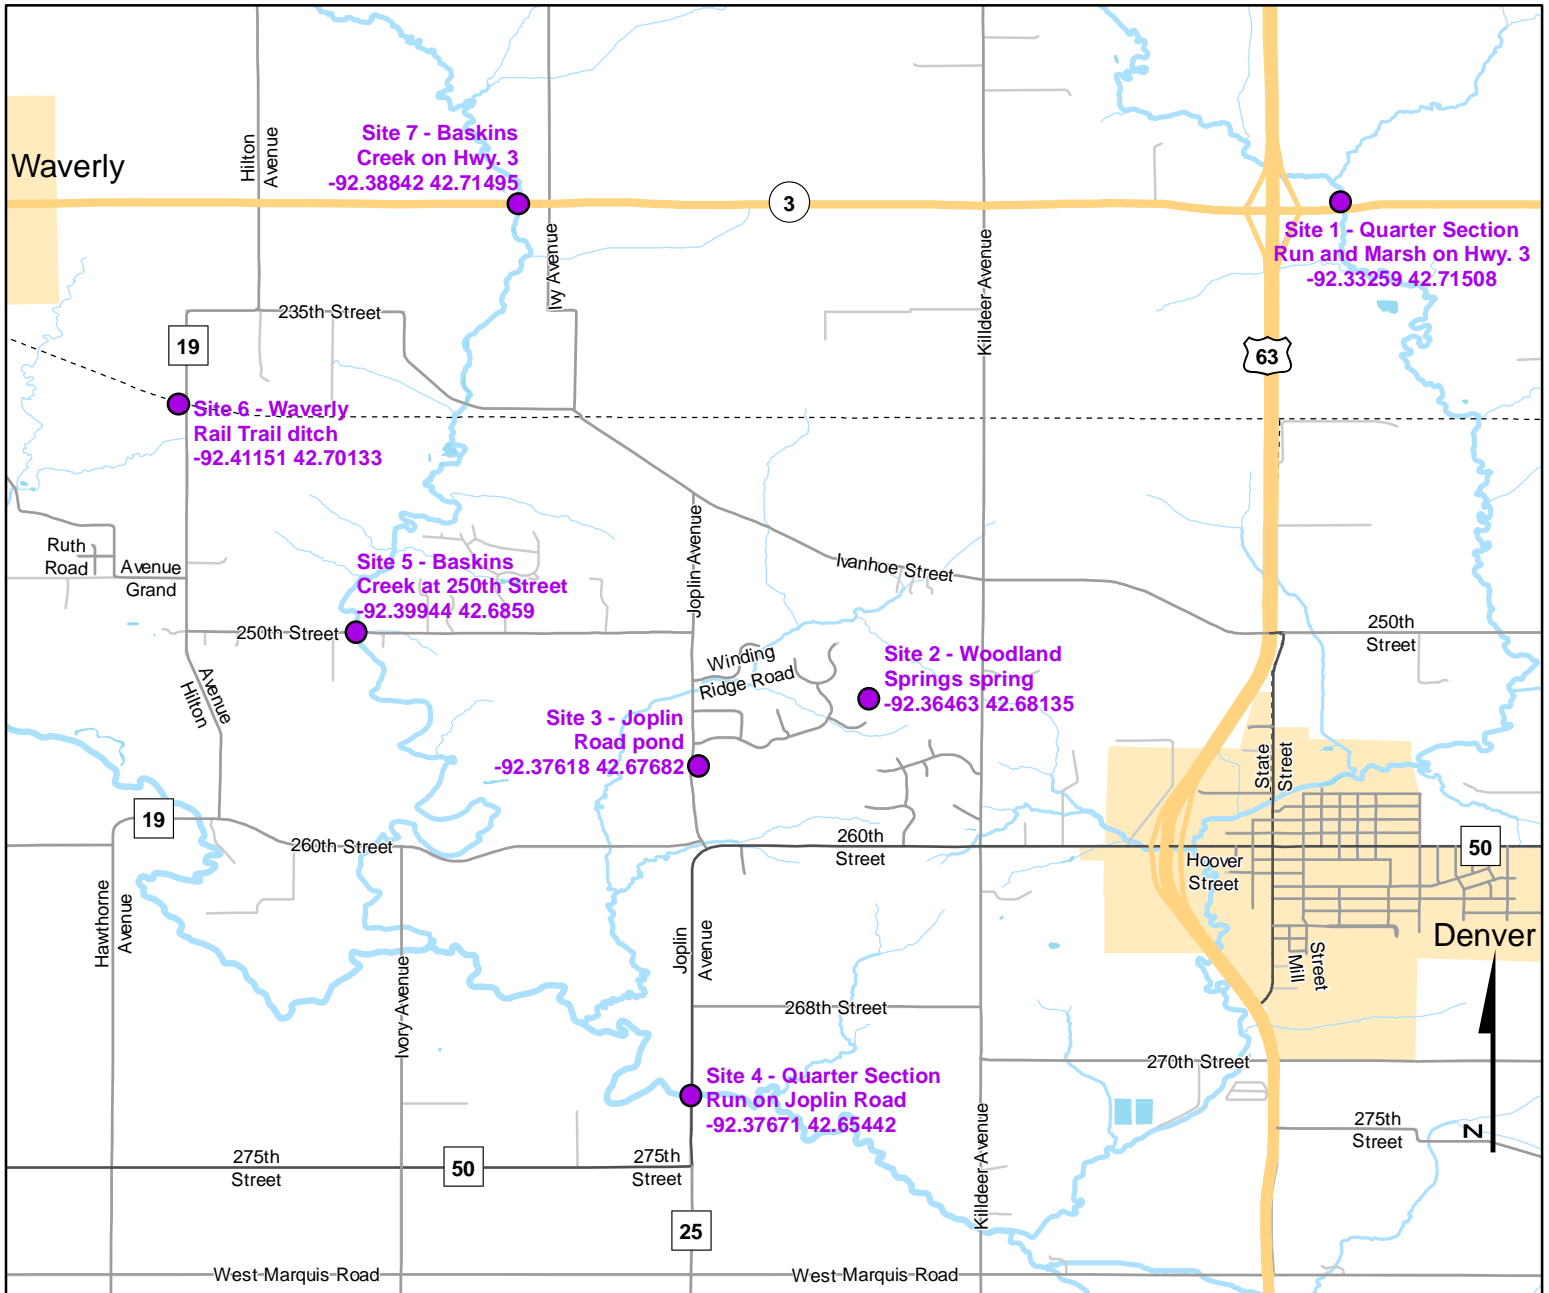 Site 7 - Baskins
Creek on Hwy. 3
-92.38842 42.71495
Hilton
Avenue
Waverly
3
Ivy Avenue
Killdeer Avenue
Site 1 - Quarter Section
Run and Marsh on Hwy. 3
-92.33259 42.71508
235th Street
19
63
Site 6 - Waverly
Rail Trail ditch
-92.41151 42.70133
Joplin Avenue
Ruth
Road
Avenue
Grand
Site 5 - Baskins
Creek at 250th Street
-92.39944 42.6859
Ivanhoe Street
250th Street
250th
Street
Winding
Ridge Road
Site 2 - Woodland
Springs spring
-92.36463 42.68135
Avenue
Hilton
Site 3 - Joplin
Road pond
-92.37618 42.67682
State
Street
19
260th Street
260th
Street
Hoover
Street
50
Hawthorne
Avenue
Joplin
Avenue
Denver
Street
Mill
Ivory Avenue
268th Street
270th Street
Site 4 - Quarter Section
Run on Joplin Road
-92.37671 42.65442
Killdeer Avenue
275th
Street
N
275th
Street
50
275th
Street
25
West Marquis Road
West Marquis Road